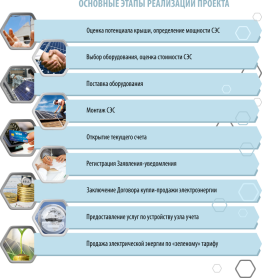 ОСНОВНЫЕ ЭТАПЫ РЕАЛИЗАЦИИ ПРОЕКТА
Оценка потенциала крыши, определение мощности СЭС
Выбор оборудования, оценка стоимости СЭС
Поставка оборудования
Монтаж СЭС
Открытие текущего счета
Регистрация Заявления-уведомления
Заключение Договора купли-продажи электроэнергии
Предоставление услуг по устройству узла учета
Продажа электрической энергии по «зеленому» тарифу